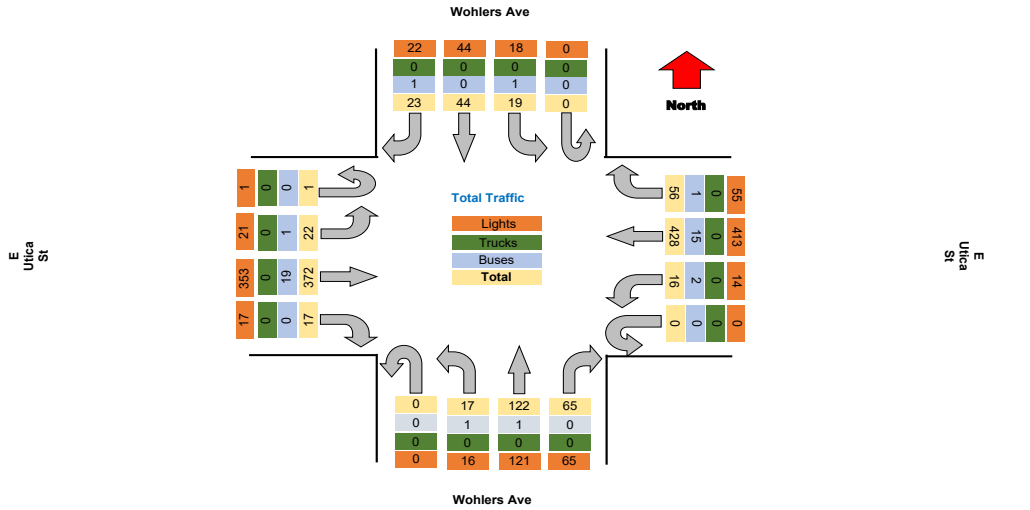 Wohlers Ave
22 44 18 0
0 0 0 0
1 0 1 0
23 44 19 0
North
1 0 0 1
21 0 1 22
353 0 19 372
17 0 0 17
E
Utica
St
Total Traffic
Lights
Trucks
Buses
Total
56 1 0 55
428 15 0 413
16 2 0 14
0 0 0 0
E
Utica
St
0 17 122 65
0 1 1 0
0 0 0 0
0 16 121 65
Wohlers Ave